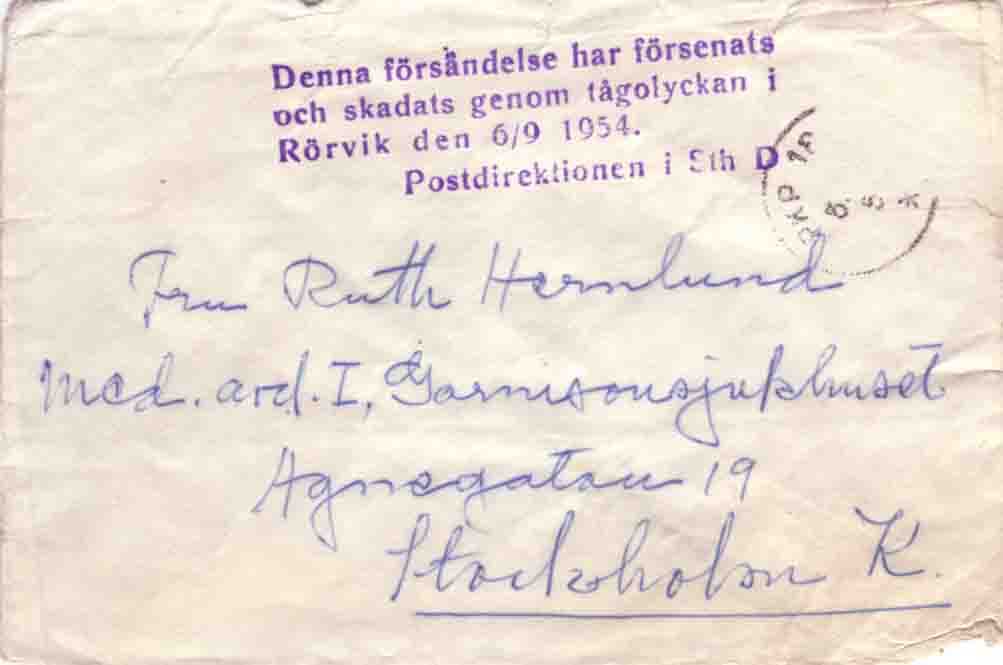 Denna försändelse har försenats
och skadats genom tågolyckan i
Rörvik den 6/9 1954.
Postdirektionen i Sth D
Fru Ruth Hernlund
Med. avd. I, Garnisonsjukhuset
Agnegatan 19
Stockholm K.